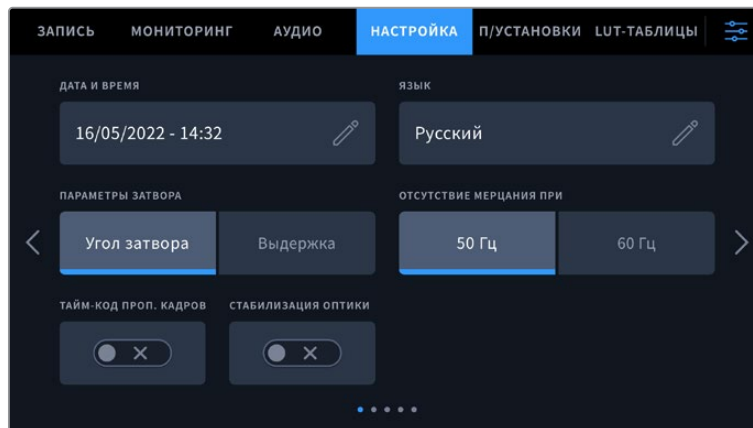 ЗАПИСЬ МОНИТОРИНГ АУДИО НАСТРОЙКА П/УСТАНОВКИ LUT-ТАБЛИЦЫ
ДАТА И ВРЕМЯ ЯЗЫК
16/05/2022 - 14:32 Русский
ПАРАМЕТРЫ ЗАТВОРА ОТСУТСТВИЕ МЕРЦАНИЯ ПРИ
Угол затвора Выдержка 50 Гц 60 Гц
ТАЙМ-КОД ПРОП. КАДРОВ СТАБИЛИЗАЦИЯ ОПТИКИ